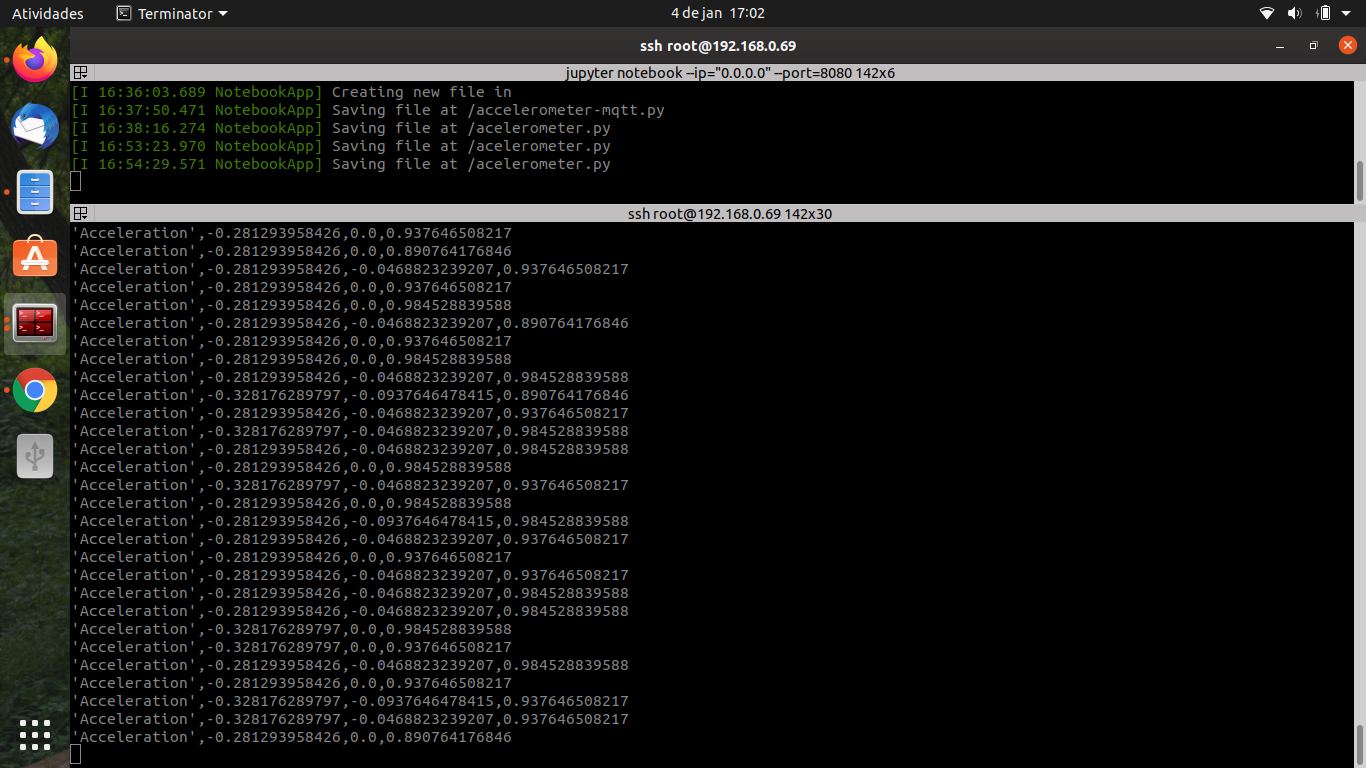 Atividades
Terminator
4 de jan 17:02
ssh root@192.168.0.69
jupyter notebook --ip="0.0.0.0" --port=8080 142x6
[I 16:36:03.689 NotebookApp] Creating new file in
[I 16:37:50.471 NotebookApp] Saving file at /accelerometer-mqtt.py
[I 16:38:16.274 NotebookApp] Saving file at /acelerometer.py
[I 16:53:23.970 NotebookApp] Saving file at /acelerometer.py
[I 16:54:29.571 NotebookApp] Saving file at /acelerometer.py
ssh root@192.168.0.69 142x30
'Acceleration',-0.281293958426,0.0,0.937646508217
'Acceleration',-0.281293958426,0.0,0.890764176846
'Acceleration',-0.281293958426,-0.0468823239207,0.937646508217
'Acceleration',-0.281293958426,0.0,0.937646508217
'Acceleration',-0.281293958426,0.0,0.984528839588
'Acceleration',-0.281293958426,-0.0468823239207,0.890764176846
'Acceleration',-0.281293958426,0.0,0.937646508217
'Acceleration',-0.281293958426,0.0,0.984528839588
'Acceleration',-0.281293958426,-0.0468823239207,0.984528839588
'Acceleration',-0.328176289797,-0.0937646478415,0.890764176846
'Acceleration',-0.281293958426,-0.0468823239207,0.937646508217
'Acceleration',-0.328176289797,-0.0468823239207,0.984528839588
'Acceleration',-0.281293958426,-0.0468823239207,0.984528839588
'Acceleration',-0.281293958426,0.0,0.984528839588
'Acceleration',-0.328176289797,-0.0468823239207,0.937646508217
'Acceleration',-0.281293958426,0.0,0.984528839588
'Acceleration',-0.281293958426,-0.0937646478415,0.984528839588
'Acceleration',-0.281293958426,-0.0468823239207,0.937646508217
'Acceleration',-0.281293958426,0.0,0.937646508217
'Acceleration',-0.281293958426,-0.0468823239207,0.937646508217
'Acceleration',-0.281293958426,-0.0468823239207,0.984528839588
'Acceleration',-0.281293958426,-0.0468823239207,0.984528839588
'Acceleration',-0.328176289797,0.0,0.984528839588
'Acceleration',-0.328176289797,0.0,0.937646508217
'Acceleration',-0.281293958426,-0.0468823239207,0.984528839588
'Acceleration',-0.281293958426,0.0,0.937646508217
'Acceleration',-0.328176289797,-0.0937646478415,0.937646508217
'Acceleration',-0.328176289797,-0.0468823239207,0.937646508217
'Acceleration',-0.281293958426,0.0,0.890764176846